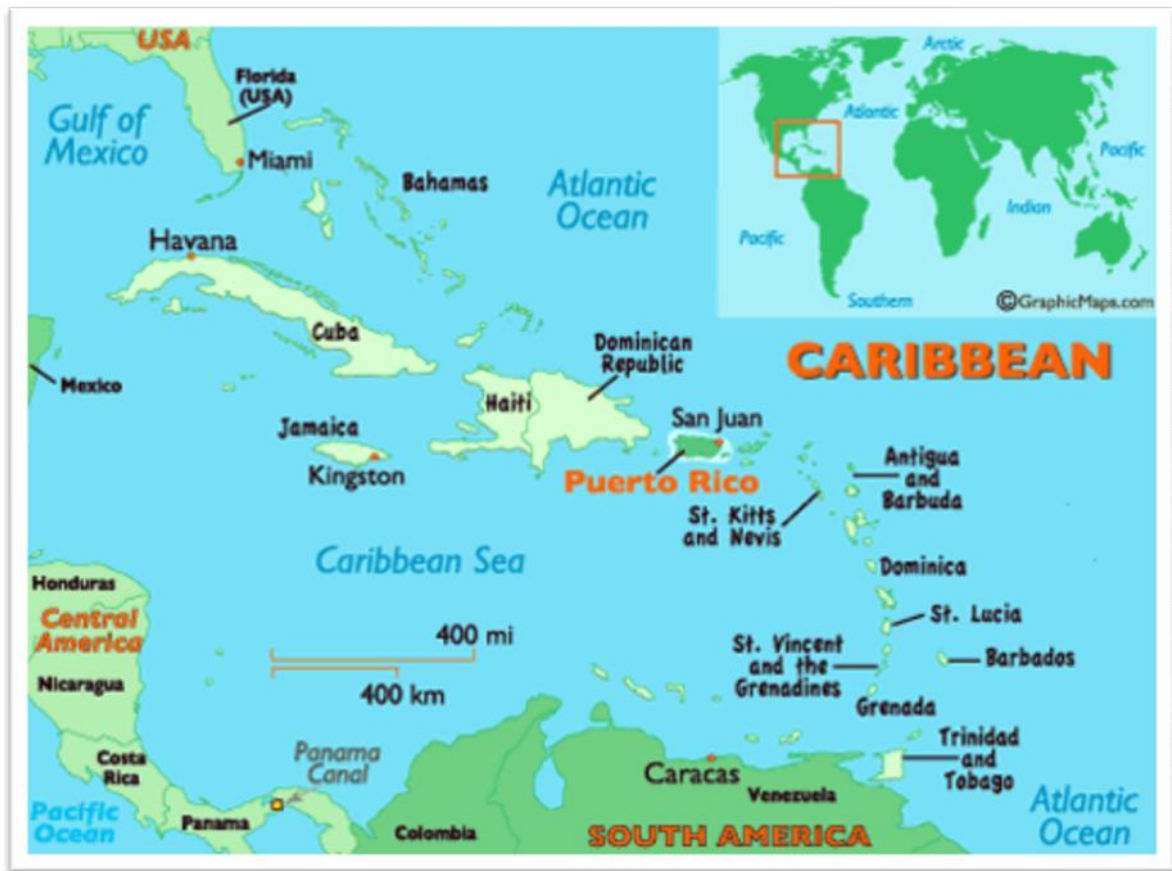 USA
Florida
(USA)
Gulf of
Mexico
Miami
Bahamas
Atlantic
Ocean
Havana
Cuba
Mexico
Dominican
Republic
Haiti
Jamaica
Kingston
San Juan
Puerto Rico
Arctic
Atlantic
Pacific
Indian
Pacific
Southern
©GraphicMaps.com
CARIBBEAN
Antigua
and
Barbuda
St. Kitts
and Nevis
Dominica
St. Lucia
Barbados
St. Vincent
and the
Grenadines
Grenada
Trinidad
and
Tobago
Caribbean Sea
400 mi
400 km
Honduras
Central
America
Nicaragua
Costa
Rica
Panama
Canal
Pacific
Ocean
Panama
Colombia
Caracas
Venezuela
SOUTH AMERICA
Atlantic
Ocean